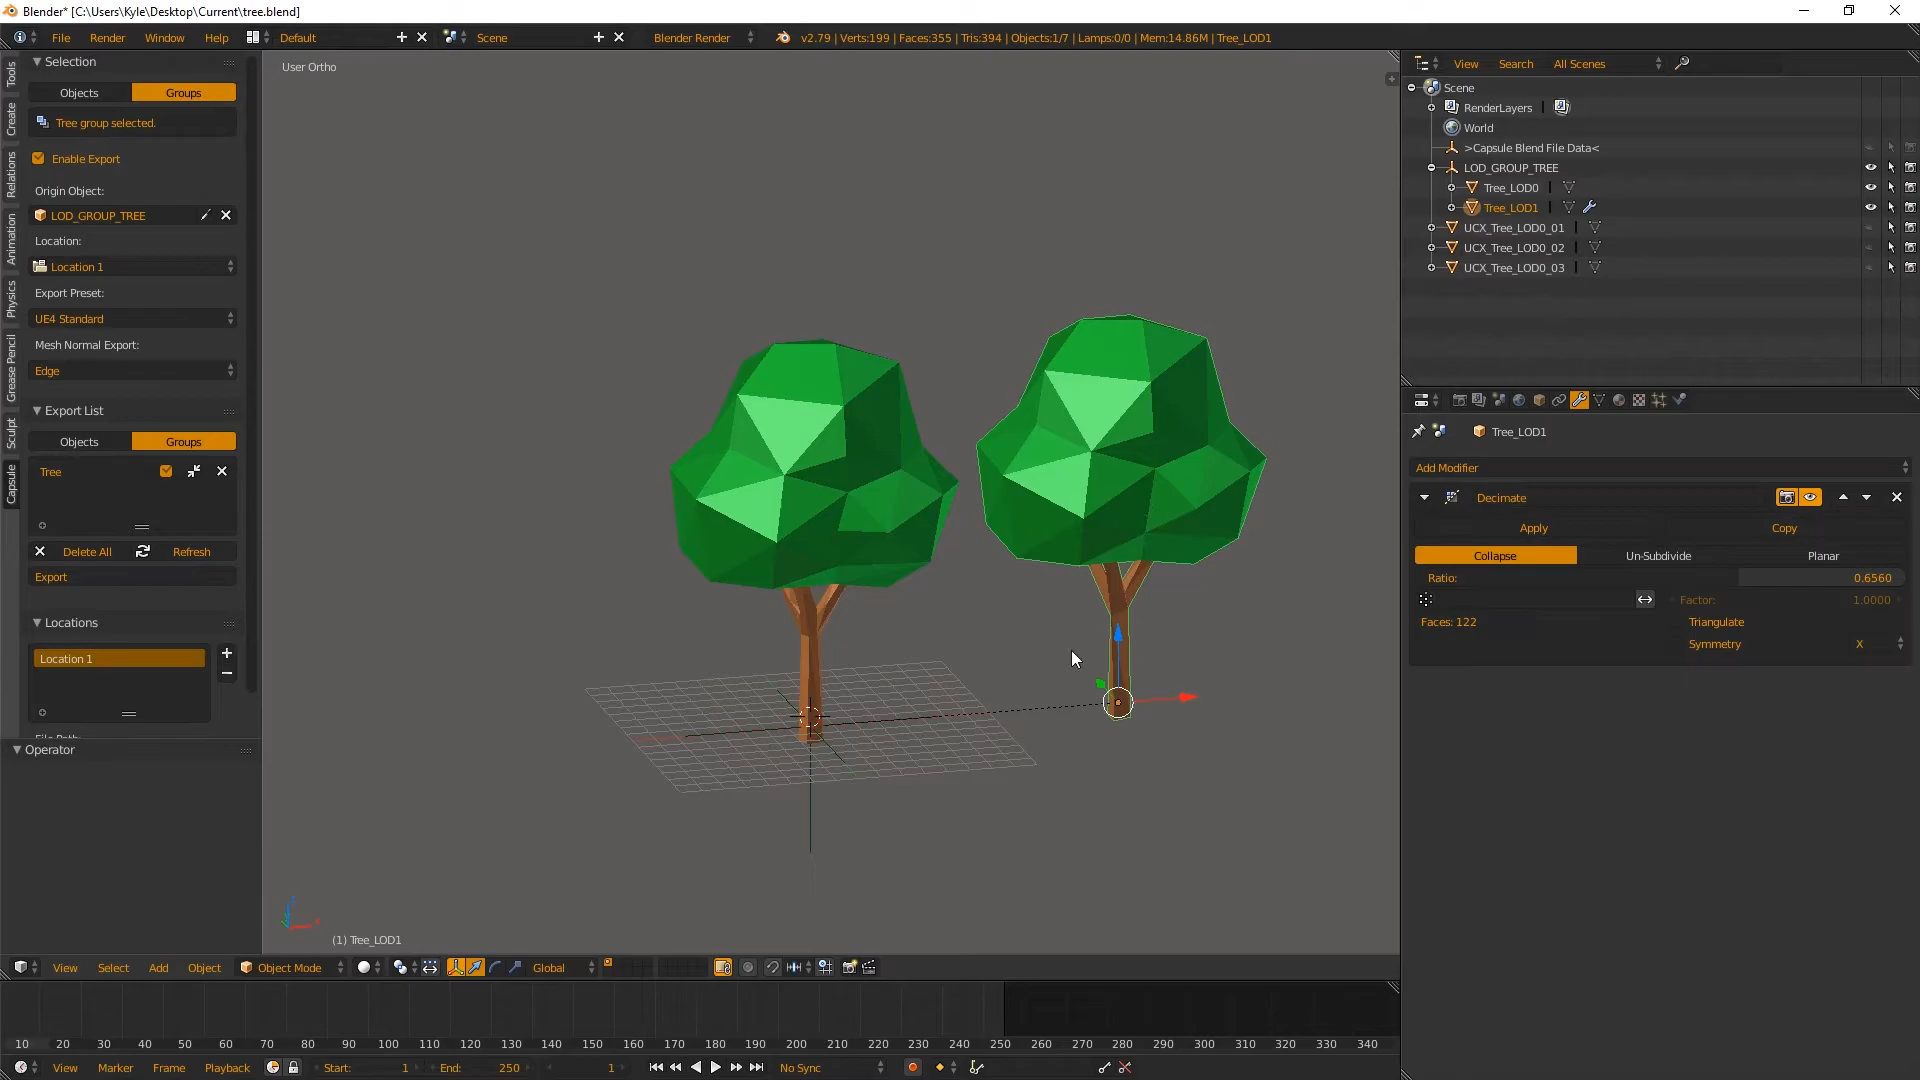 Blender* [C:\Users\Kyle\Desktop\Current\tree.blend]
File Render Window Help Default Scene Blender Render v2.79 | Verts:199 | Faces:355 | Tris:394 | Objects:1/7 | Lamps:0/0 | Mem:14.86M | Tree_LOD1
Tools
Create
Relations
Animation
Physics
Grease Pencil
Sculpt
Capsule
Selection
Objects Groups
Tree group selected.
Enable Export
Origin Object:
LOD_GROUP_TREE
Location:
Location 1
Export Preset:
UE4 Standard
Mesh Normal Export:
Edge
Export List
Objects Groups
Tree
Delete All Refresh
Export
Locations
Location 1
Operator
User Ortho
(1) Tree_LOD1
View Select Add Object Object Mode Global
10 20 30 40 50 60 70 80 90 100 110 120 130 140 150 160 170 180 190 200 210 220 230 240 250 260 270 280 290 300 310 320 330 340
View Marker Frame Playback Start: 1 End: 250 1 No Sync
View Search All Scenes
Scene
RenderLayers
World
>Capsule Blend File Data<
LOD_GROUP_TREE
Tree_LOD0
Tree_LOD1
UCX_Tree_LOD0_01
UCX_Tree_LOD0_02
UCX_Tree_LOD0_03
Tree_LOD1
Add Modifier
Decimate
Apply Copy
Collapse Un-Subdivide Planar
Ratio: 0.6560
Factor: 1.0000
Faces: 122 Triangulate
Symmetry X